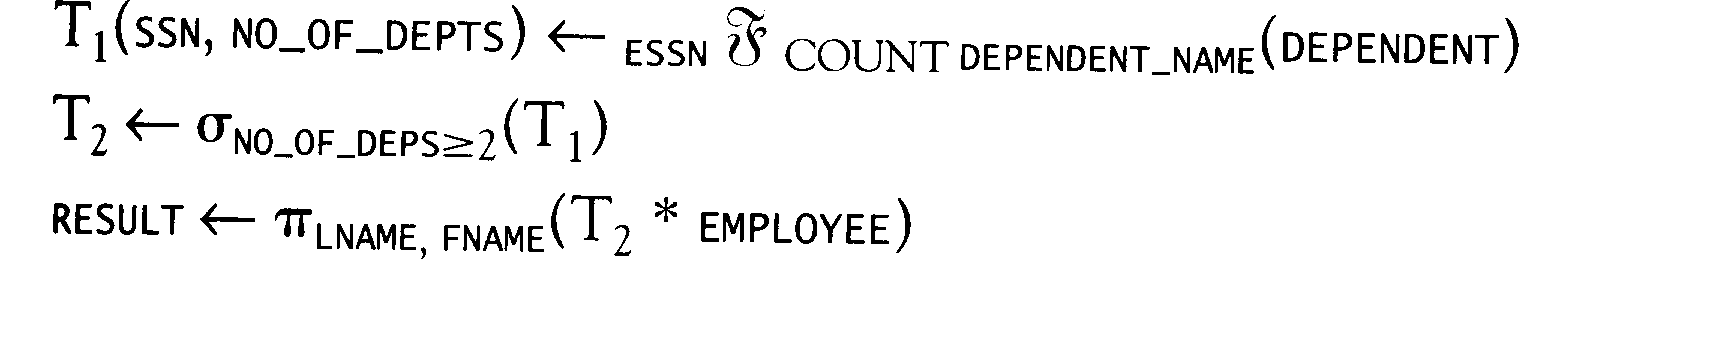 T₁(SSN, NO_OF_DEPTS) ← ESSN ℱ COUNT DEPENDENT_NAME(DEPENDENT)
T₂ ← σNO_OF_DEPS≥2(T₁)
RESULT ← πLNAME, FNAME(T₂ * EMPLOYEE)